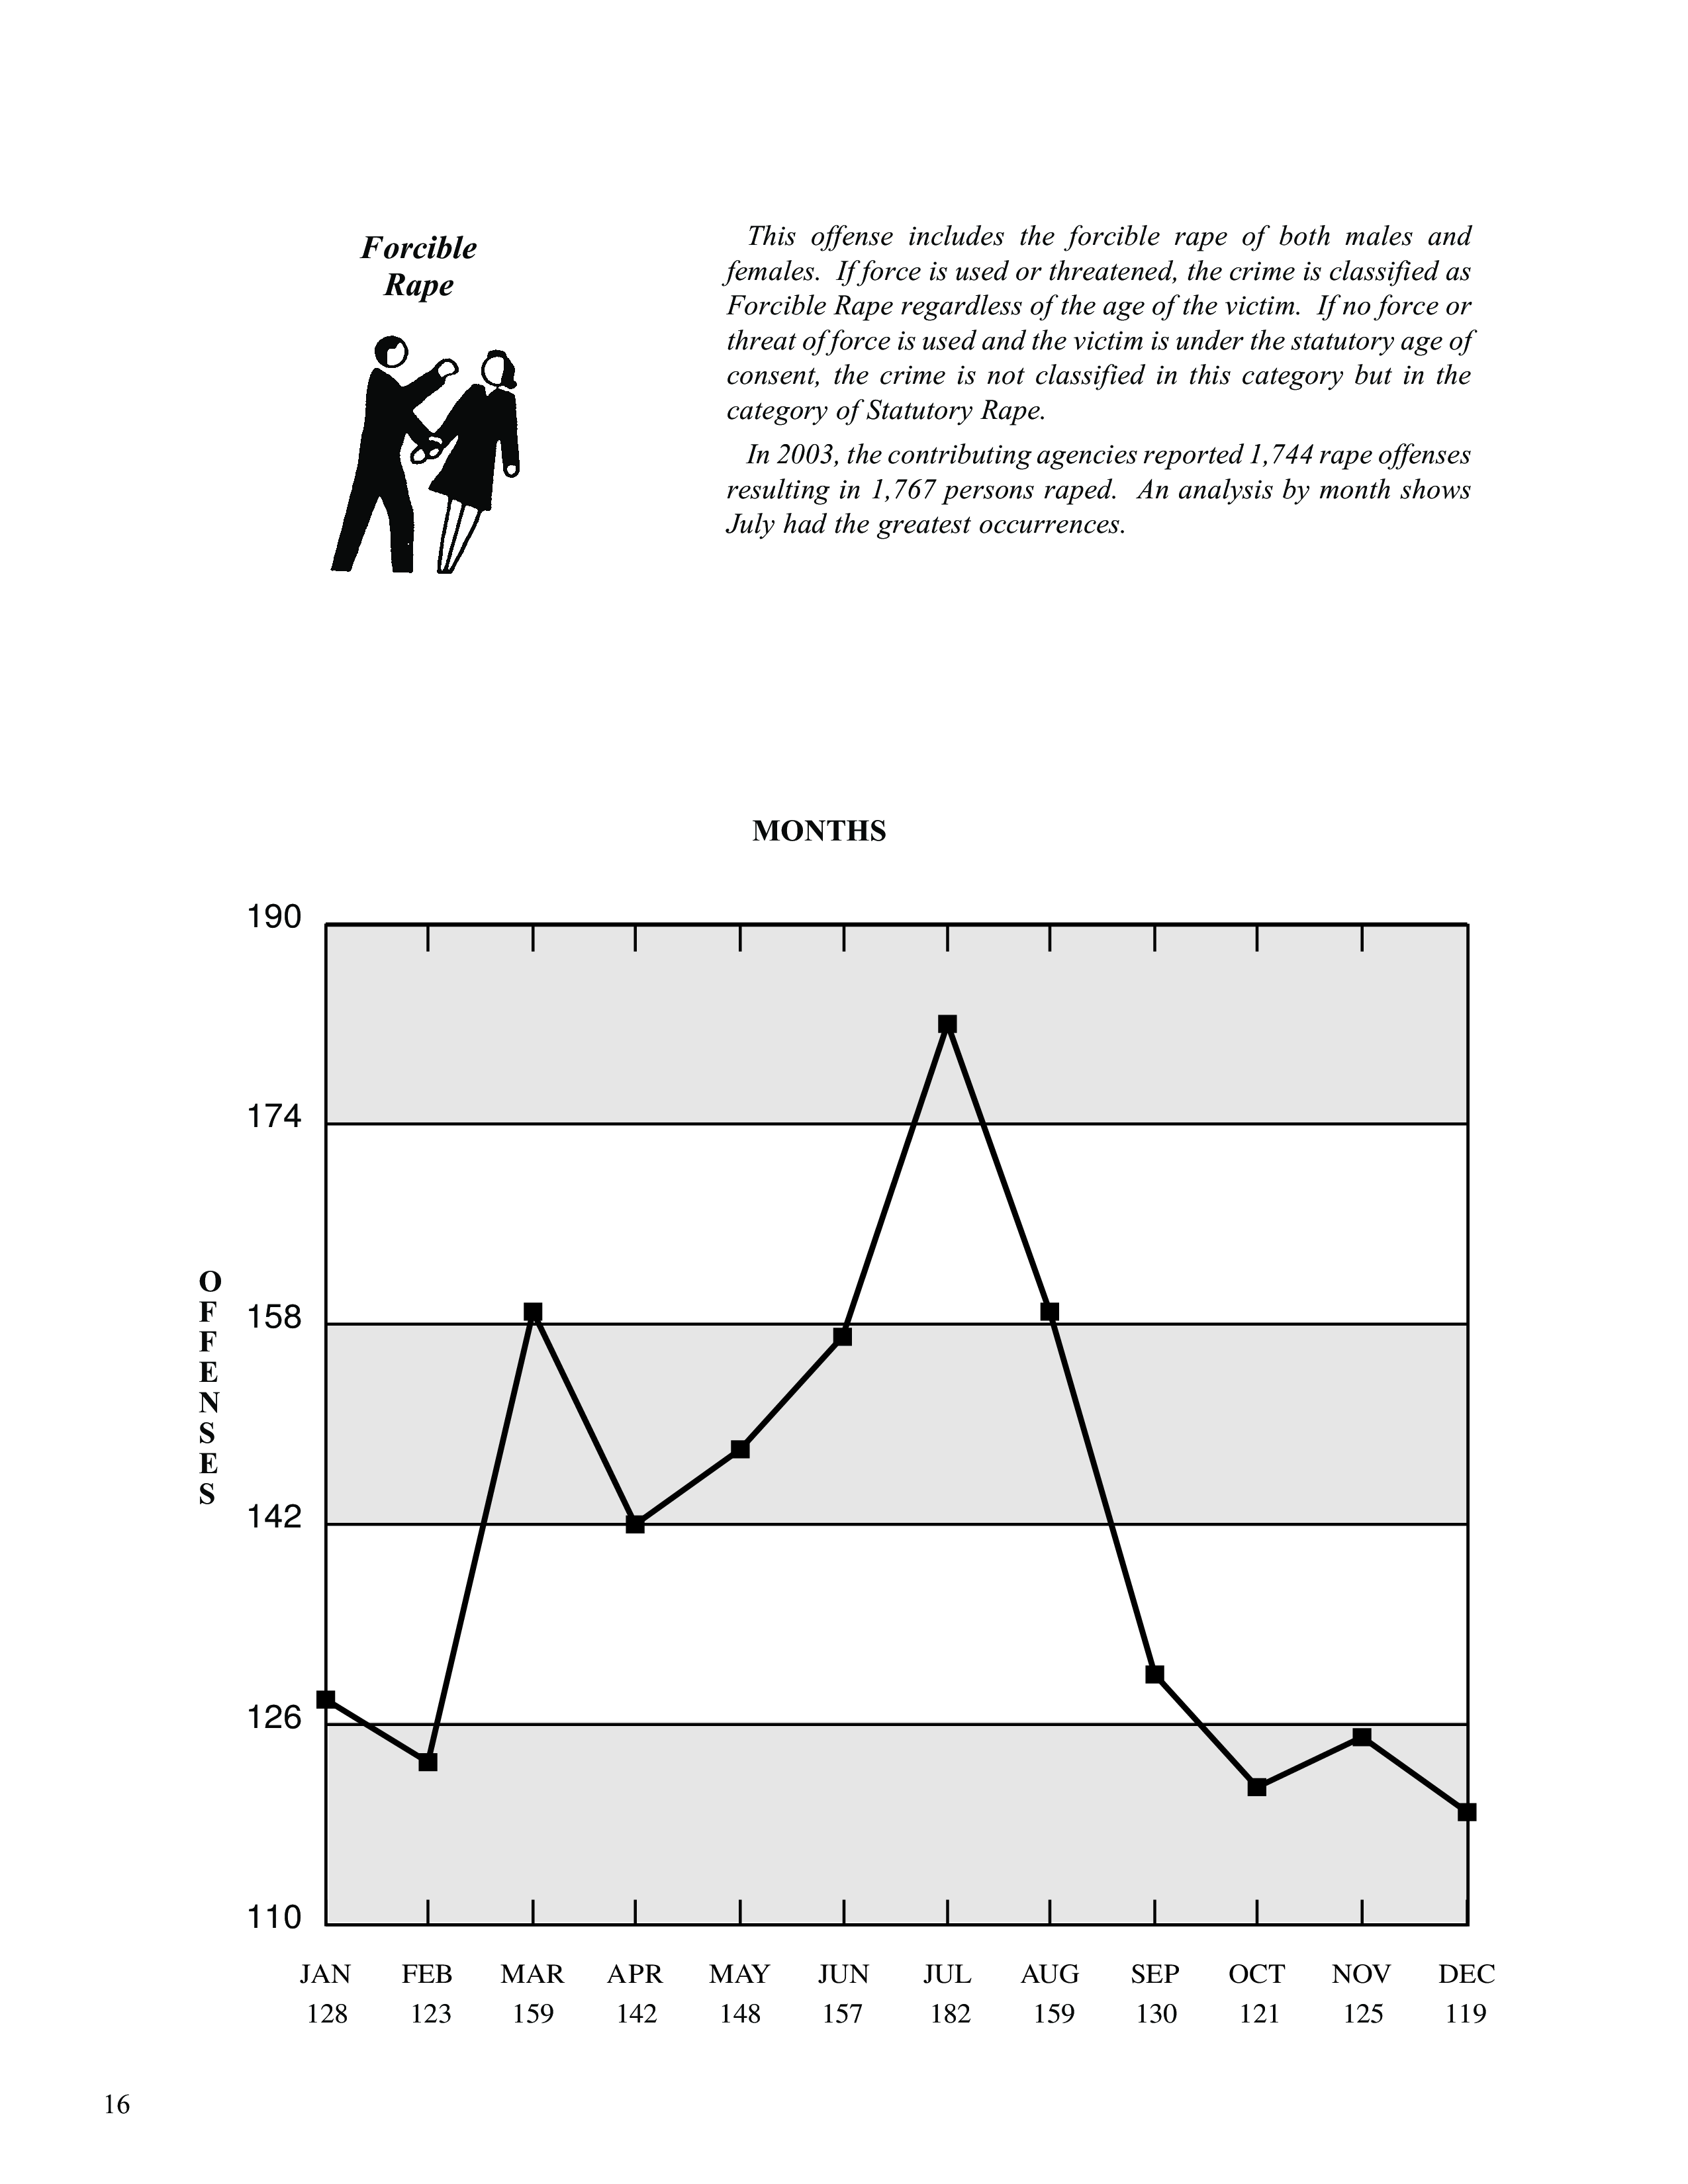 Forcible
Rape
This offense includes the forcible rape of both males and
females. If force is used or threatened, the crime is classified as
Forcible Rape regardless of the age of the victim. If no force or
threat of force is used and the victim is under the statutory age of
consent, the crime is not classified in this category but in the
category of Statutory Rape.
In 2003, the contributing agencies reported 1,744 rape offenses
resulting in 1,767 persons raped. An analysis by month shows
July had the greatest occurrences.
MONTHS
OFFENSES
190
174
158
142
126
110
JAN FEB MAR APR MAY JUN JUL AUG SEP OCT NOV DEC
128 123 159 142 148 157 182 159 130 121 125 119
16